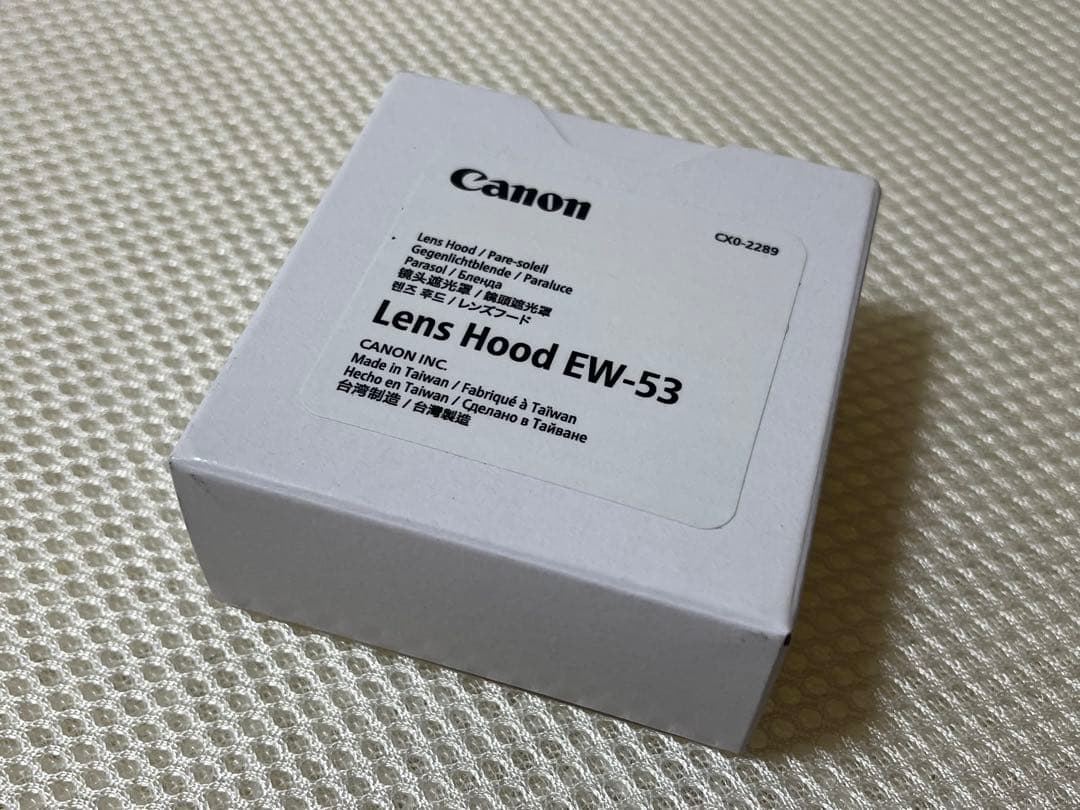 Canon
CX0-2289
Lens Hood / Pare-soleil
Gegenlichtblende / Paraluce
Parasol / Бленда
镜头遮光罩 / 鏡頭遮光罩
렌즈 후드 / レンズフード
Lens Hood EW-53
CANON INC.
Made in Taiwan / Fabriqué à Taïwan
Hecho en Taiwan / Сделано в Тайване
台湾制造 / 台灣製造